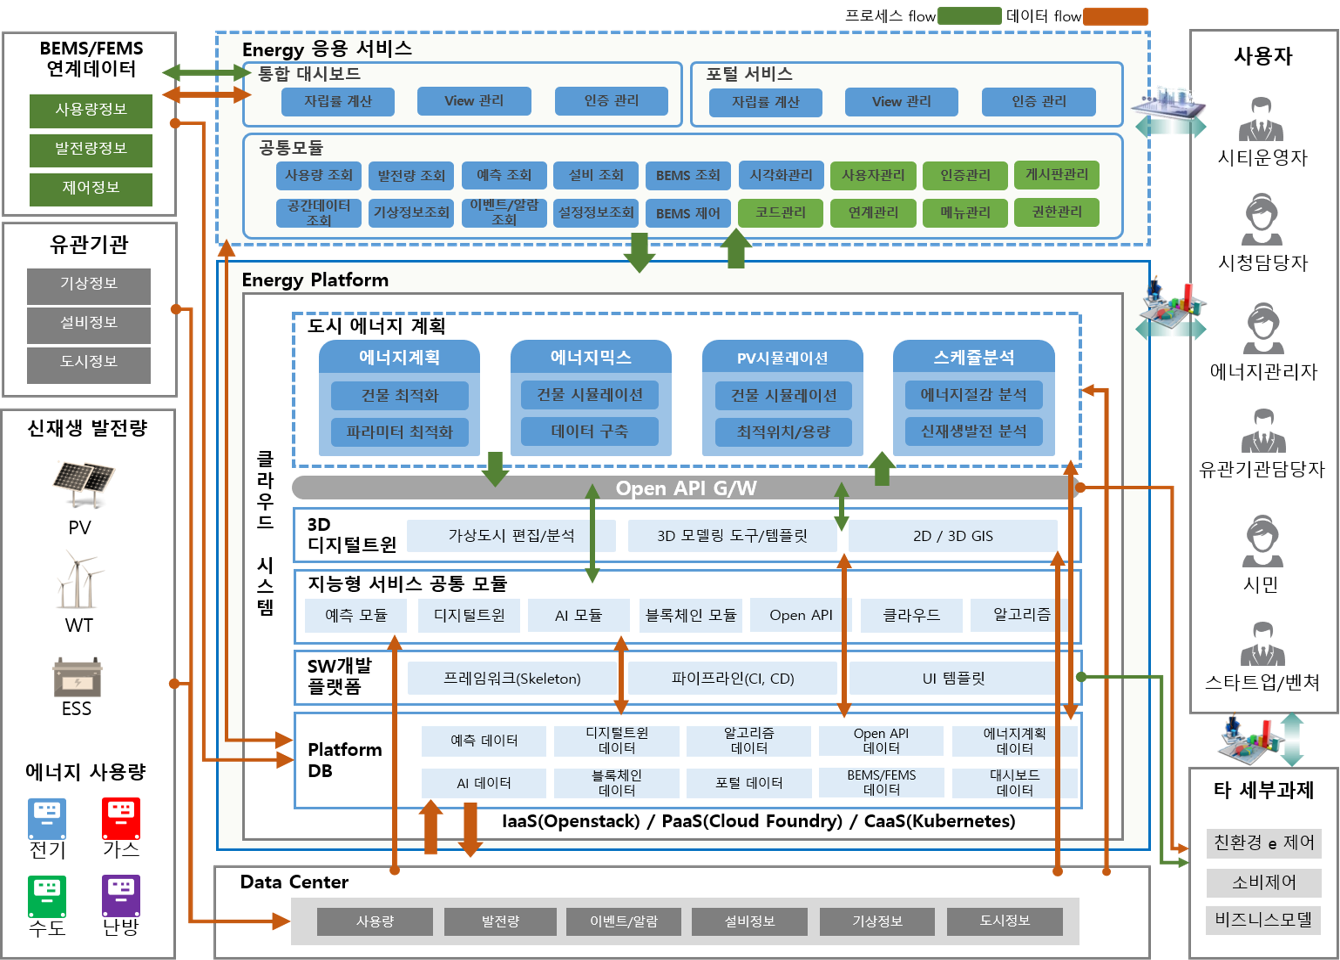 프로세스 flow
데이터 flow
BEMS/FEMS
연계데이터
사용량정보
발전량정보
제어정보
유관기관
기상정보
설비정보
도시정보
신재생 발전량
PV
WT
ESS
에너지 사용량
전기
가스
수도
난방
Energy 응용 서비스
통합 대시보드
자립률 계산
View 관리
인증 관리
포털 서비스
자립률 계산
View 관리
인증 관리
공통모듈
사용량 조회
발전량 조회
예측 조회
설비 조회
BEMS 조회
시각화관리
사용자관리
인증관리
게시판관리
공간데이터
조회
기상정보조회
이벤트/알람
조회
설정정보조회
BEMS 제어
코드관리
연계관리
메뉴관리
권한관리
Energy Platform
클라우드 시스템
도시 에너지 계획
에너지계획
건물 최적화
파라미터 최적화
에너지믹스
건물 시뮬레이션
데이터 구축
PV시뮬레이션
건물 시뮬레이션
최적위치/용량
스케쥴분석
에너지절감 분석
신재생발전 분석
Open API G/W
3D
디지털트윈
가상도시 편집/분석
3D 모델링 도구/템플릿
2D / 3D GIS
지능형 서비스 공통 모듈
예측 모듈
디지털트윈
AI 모듈
블록체인 모듈
Open API
클라우드
알고리즘
SW개발
플랫폼
프레임워크(Skeleton)
파이프라인(CI, CD)
UI 템플릿
Platform
DB
예측 데이터
디지털트윈
데이터
알고리즘
데이터
Open API
데이터
에너지계획
데이터
AI 데이터
블록체인
데이터
포털 데이터
BEMS/FEMS
데이터
대시보드
데이터
IaaS(Openstack) / PaaS(Cloud Foundry) / CaaS(Kubernetes)
Data Center
사용량
발전량
이벤트/알람
설비정보
기상정보
도시정보
사용자
시티운영자
시청담당자
에너지관리자
유관기관담당자
시민
스타트업/벤쳐
타 세부과제
친환경 e 제어
소비제어
비즈니스모델